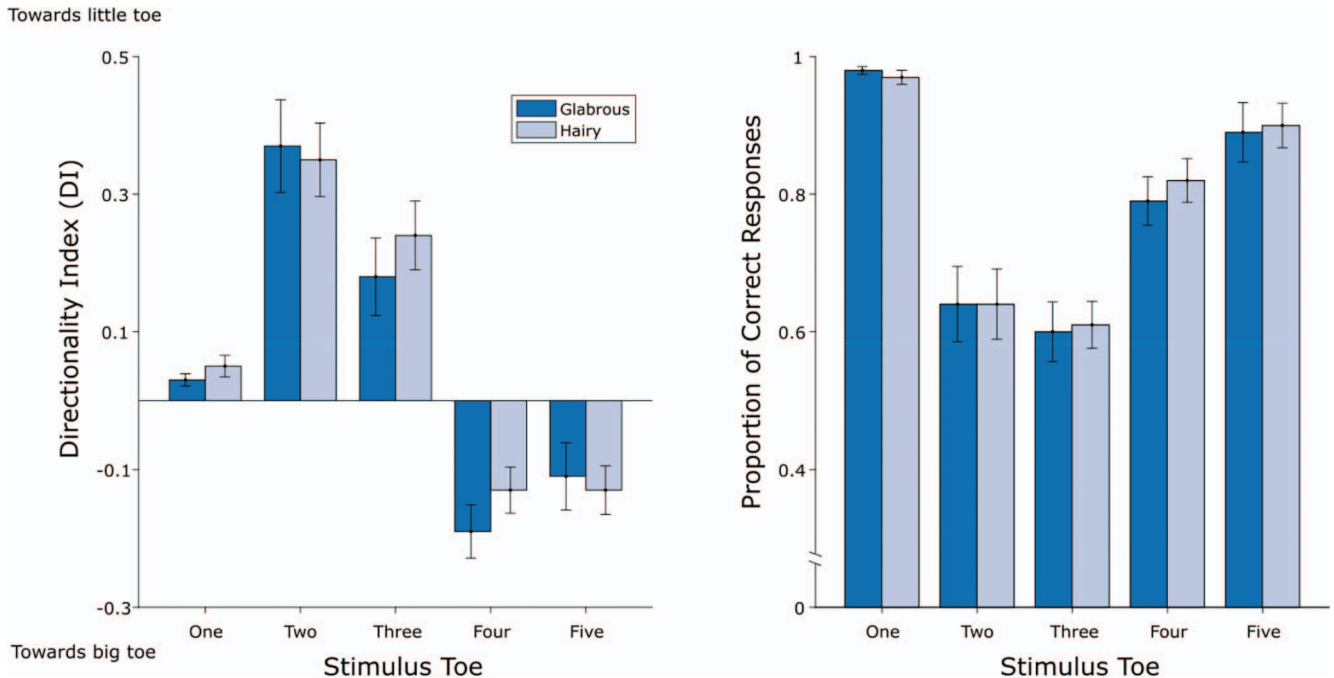 Towards little toe
Directionality Index (DI)
0.5
0.3
0.1
-0.1
-0.3
Glabrous
Hairy
One Two Three Four Five
Stimulus Toe
Towards big toe
Proportion of Correct Responses
1
0.8
0.6
0.4
0
One Two Three Four Five
Stimulus Toe